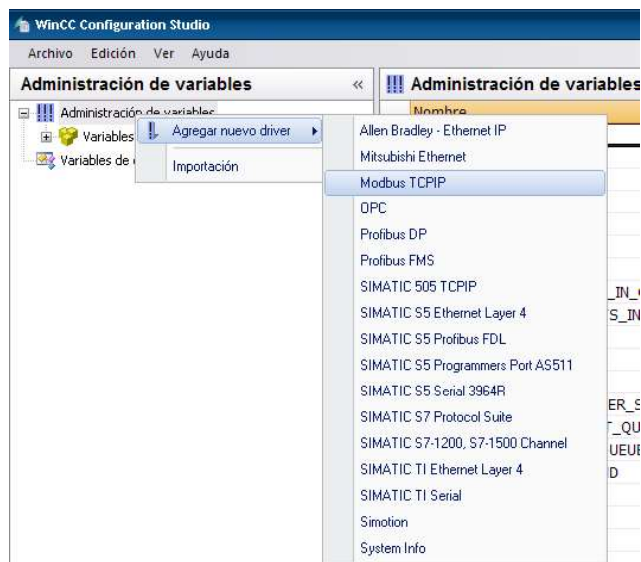 WinCC Configuration Studio
Archivo Edición Ver Ayuda
Administración de variables «
Administración de variables
Nombre
Administración de variables
Variables
Variables de
Agregar nuevo driver
Importación
Allen Bradley - Ethernet IP
Mitsubishi Ethernet
Modbus TCPIP
OPC
Profibus DP
Profibus FMS
SIMATIC 505 TCPIP
SIMATIC S5 Ethernet Layer 4
SIMATIC S5 Profibus FDL
SIMATIC S5 Programmers Port AS511
SIMATIC S5 Serial 3964R
SIMATIC S7 Protocol Suite
SIMATIC S7-1200, S7-1500 Channel
SIMATIC TI Ethernet Layer 4
SIMATIC TI Serial
Simotion
System Info